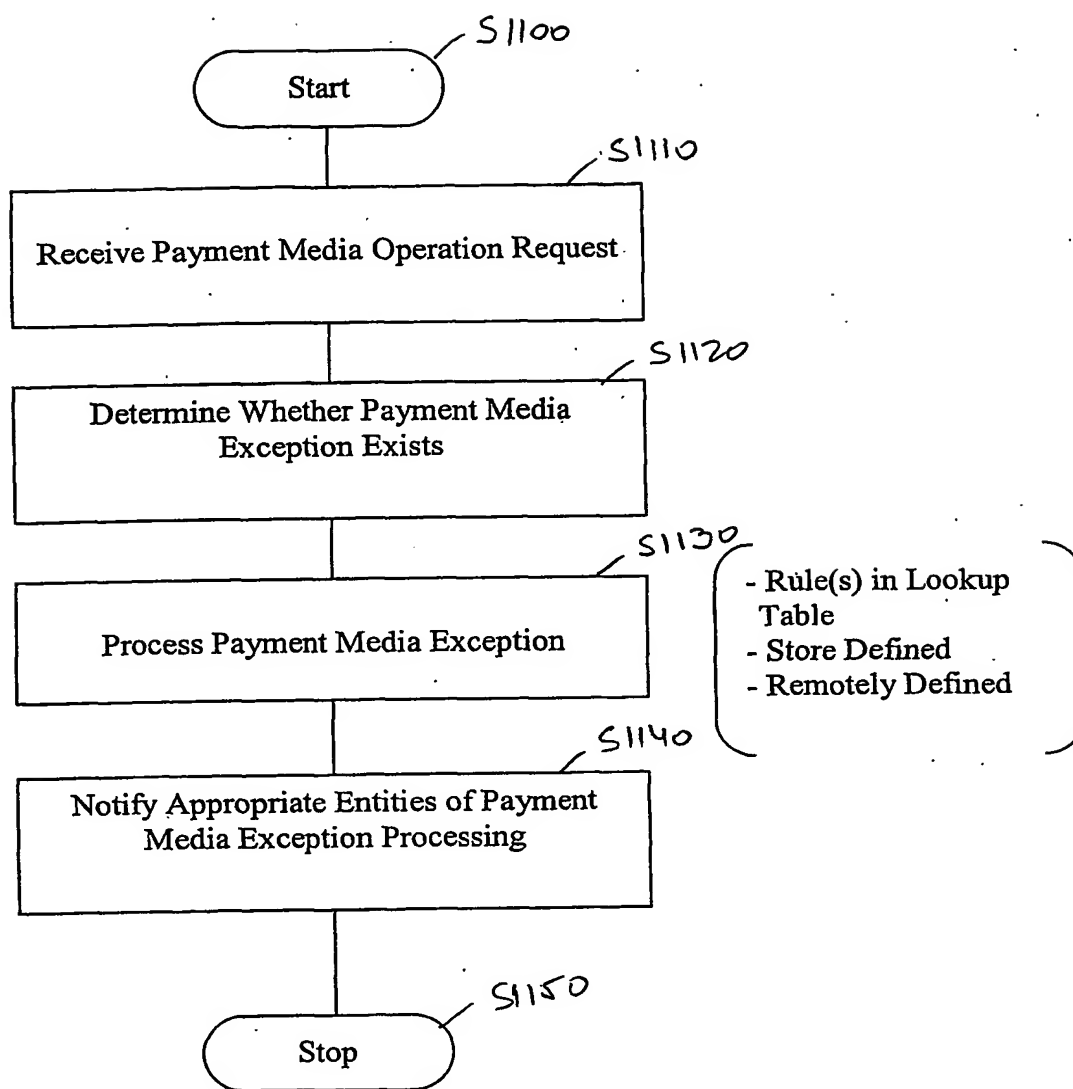 S1100
Start
S1110
Receive Payment Media Operation Request
S1120
Determine Whether Payment Media
Exception Exists
S1130
Process Payment Media Exception
- Rule(s) in Lookup
Table
- Store Defined
- Remotely Defined
S1140
Notify Appropriate Entities of Payment
Media Exception Processing
S1150
Stop